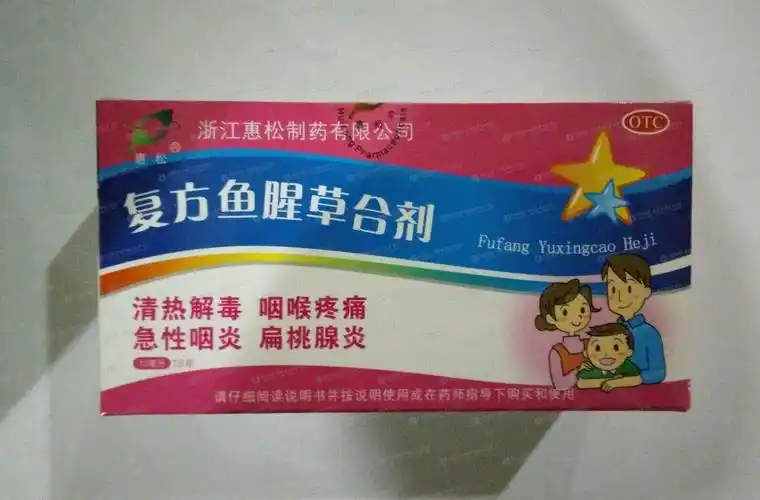 浙江惠松制药有限公司
惠松®
OTC
复方鱼腥草合剂
Fufang Yuxingcao Heji
清热解毒 咽喉疼痛
急性咽炎 扁桃腺炎
请仔细阅读说明书并按说明使用或在药师指导下购买和使用